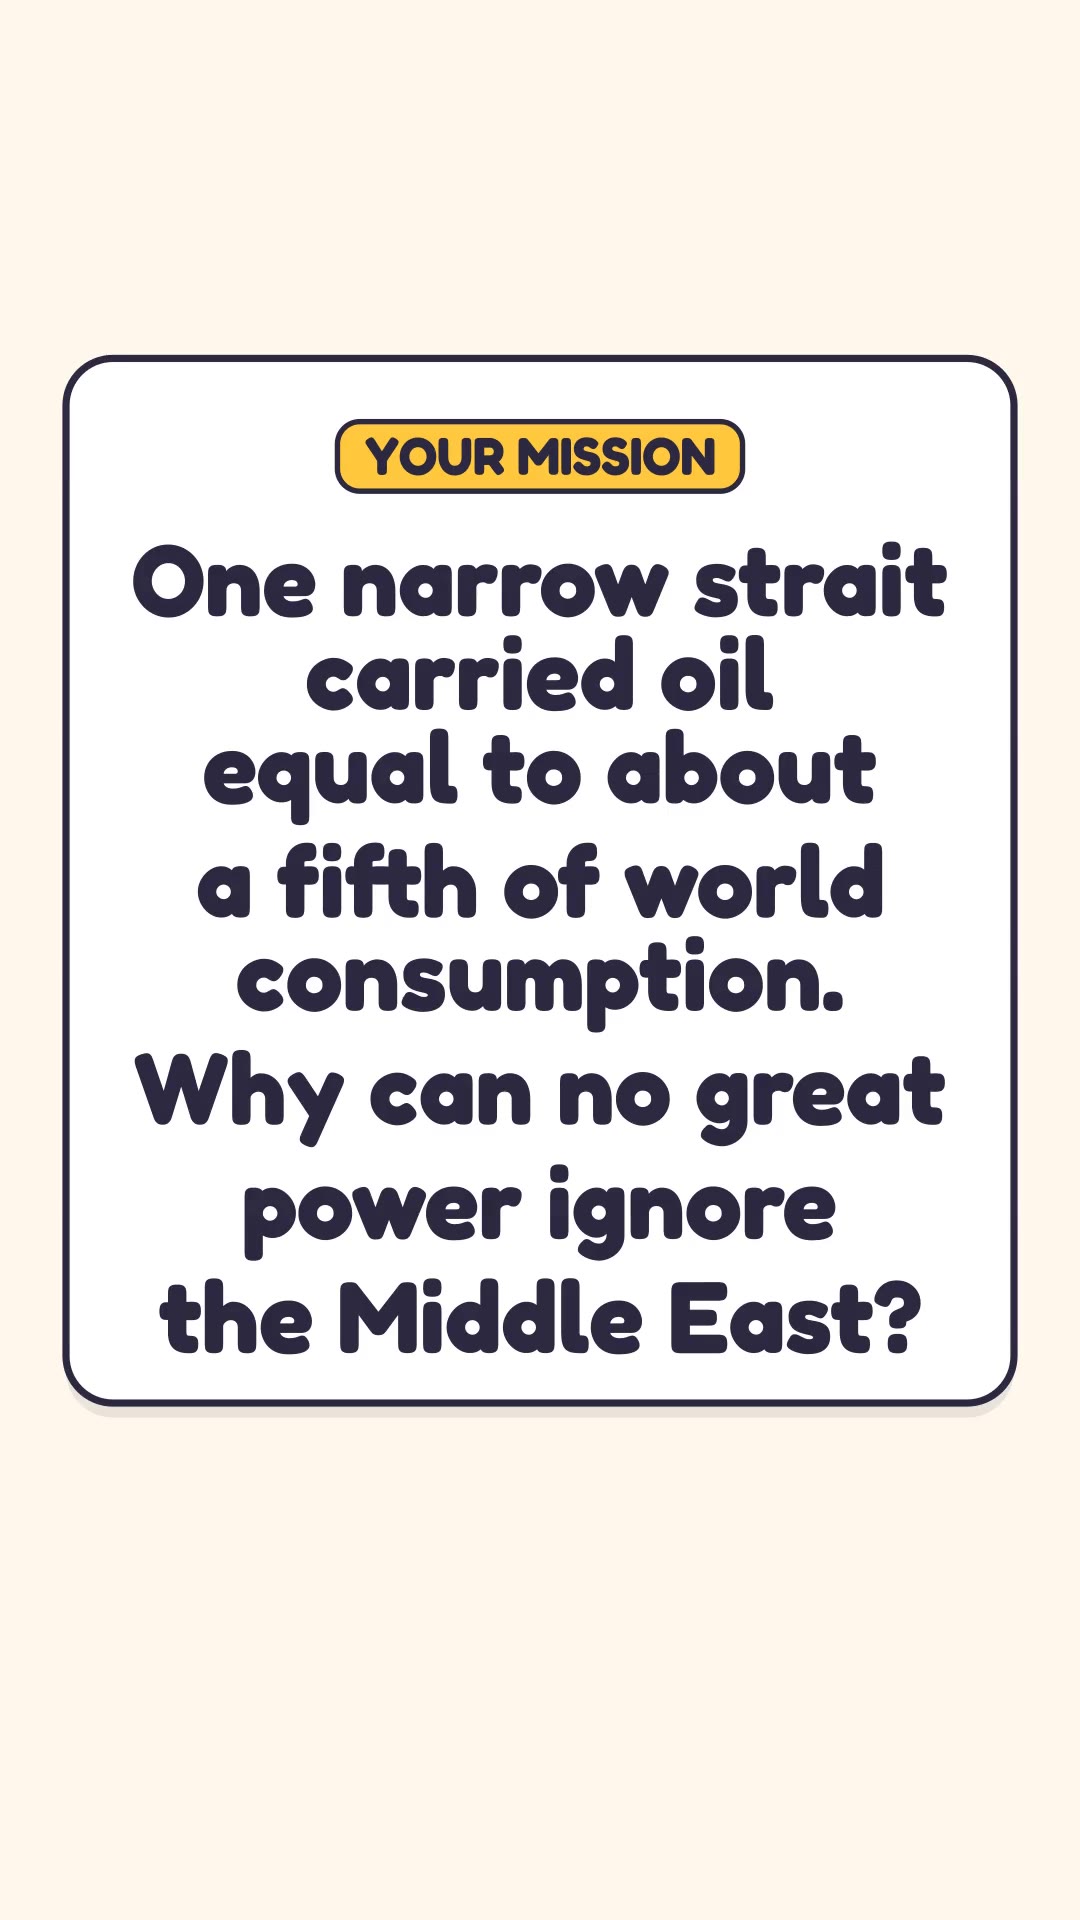 YOUR MISSION
One narrow strait
carried oil
equal to about
a fifth of world
consumption.
Why can no great
power ignore
the Middle East?